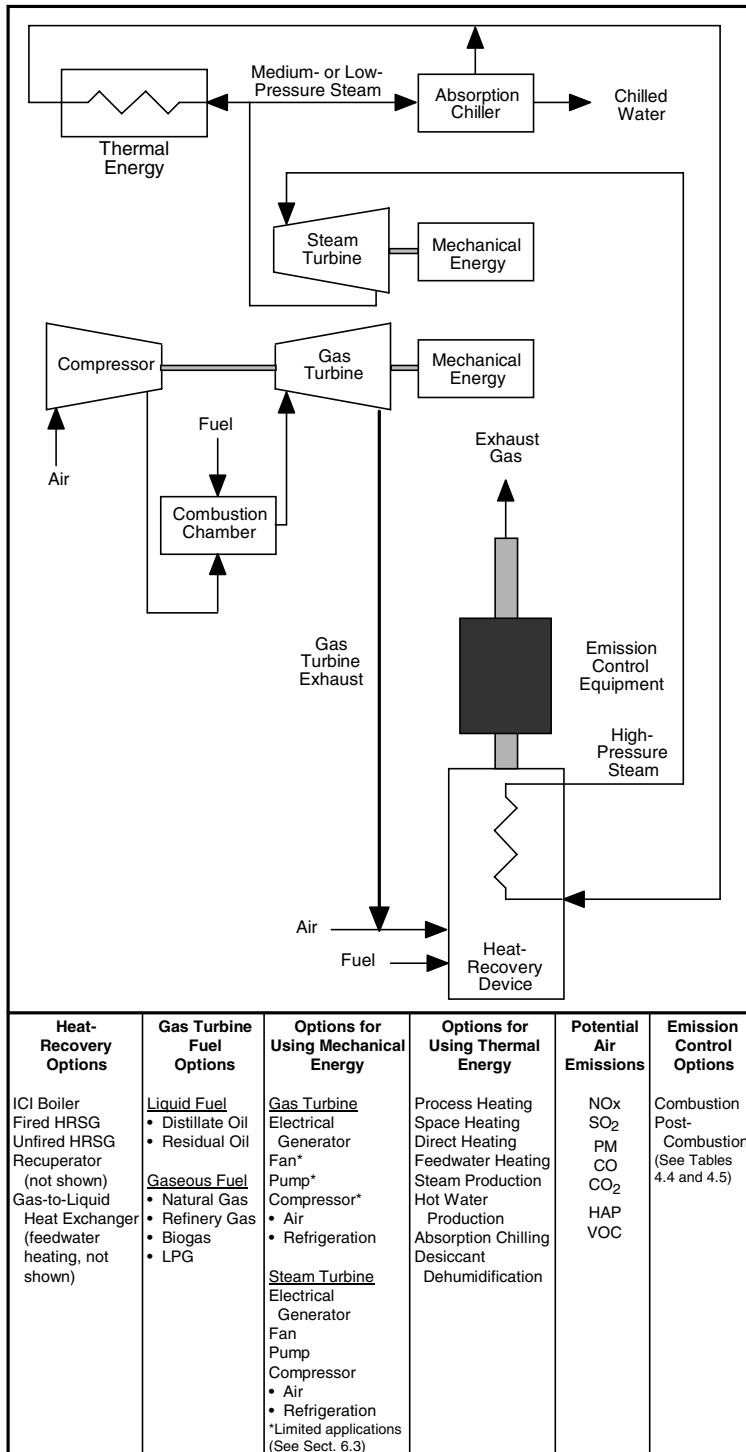 Medium- or Low-
Pressure Steam
Absorption
Chiller
Chilled
Water
Thermal
Energy
Steam
Turbine
Mechanical
Energy
Compressor
Gas
Turbine
Mechanical
Energy
Fuel
Air
Combustion
Chamber
Exhaust
Gas
Gas
Turbine
Exhaust
Emission
Control
Equipment
High-
Pressure
Steam
Air
Fuel
Heat-
Recovery
Device
Heat-
Recovery
Options
ICI Boiler
Fired HRSG
Unfired HRSG
Recuperator
(not shown)
Gas-to-Liquid
Heat Exchanger
(feedwater
heating, not
shown)
Gas Turbine
Fuel
Options
Liquid Fuel
• Distillate Oil
• Residual Oil
Gaseous Fuel
• Natural Gas
• Refinery Gas
• Biogas
• LPG
Options for
Using Mechanical
Energy
Gas Turbine
Electrical
Generator
Fan*
Pump*
Compressor*
• Air
• Refrigeration
Steam Turbine
Electrical
Generator
Fan
Pump
Compressor
• Air
• Refrigeration
*Limited applications
(See Sect. 6.3)
Options for
Using Thermal
Energy
Process Heating
Space Heating
Direct Heating
Feedwater Heating
Steam Production
Hot Water
Production
Absorption Chilling
Desiccant
Dehumidification
Potential
Air
Emissions
NOx
SO2
PM
CO
CO2
HAP
VOC
Emission
Control
Options
Combustion
Post-
Combustion
(See Tables
4.4 and 4.5)